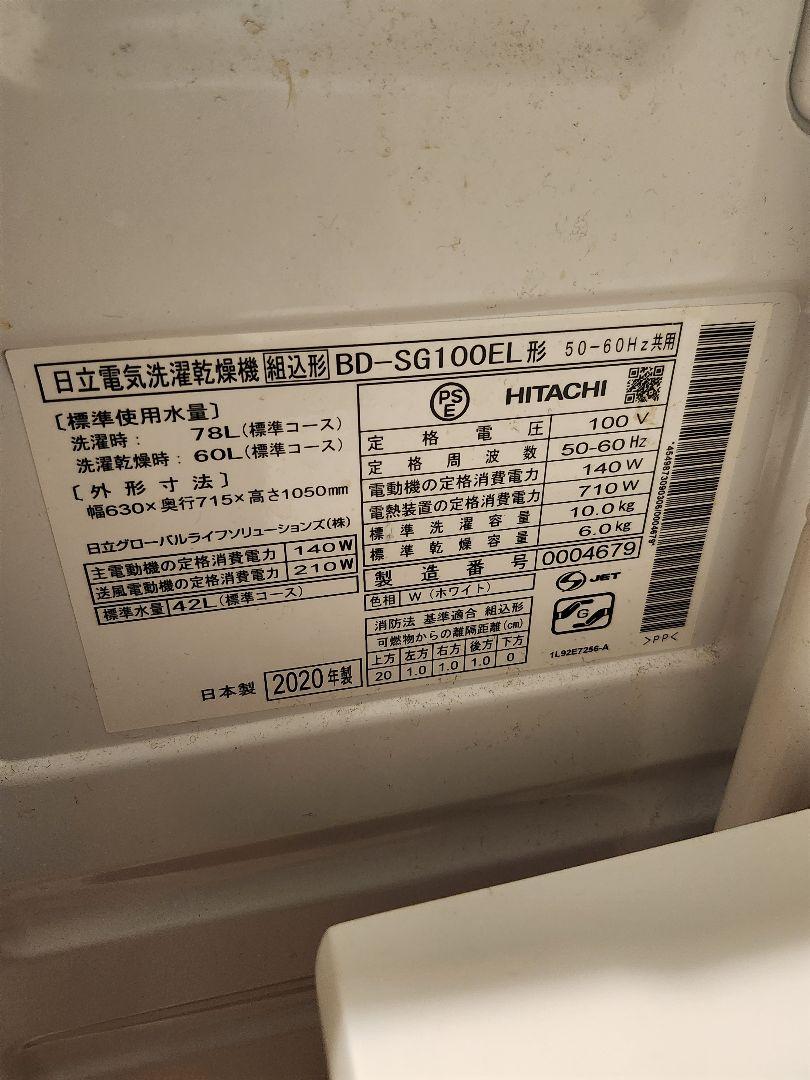 日立電気洗濯乾燥機 組込形 BD-SG100EL形 50-60Hz共用
[標準使用水量]
洗濯時: 78L(標準コース)
洗濯乾燥時: 60L(標準コース)
[外形寸法]
幅630×奥行715×高さ1050mm
日立グローバルライフソリューションズ(株)
主電動機の定格消費電力 140W
送風電動機の定格消費電力 210W
標準水量 42L(標準コース)
日本製 2020年製
PS
E
HITACHI
定格電圧 100V
定格周波数 50-60Hz
電動機の定格消費電力 140W
電熱装置の定格消費電力 710W
標準洗濯容量 10.0kg
標準乾燥容量 6.0kg
製造番号 0004679
色相 W(ホワイト)
消防法 基準適合 組込形
可燃物からの離隔距離(cm)
上方 左方 右方 後方 下方
20 1.0 1.0 1.0 0
JET
G
1L92E7256-A
>PP<